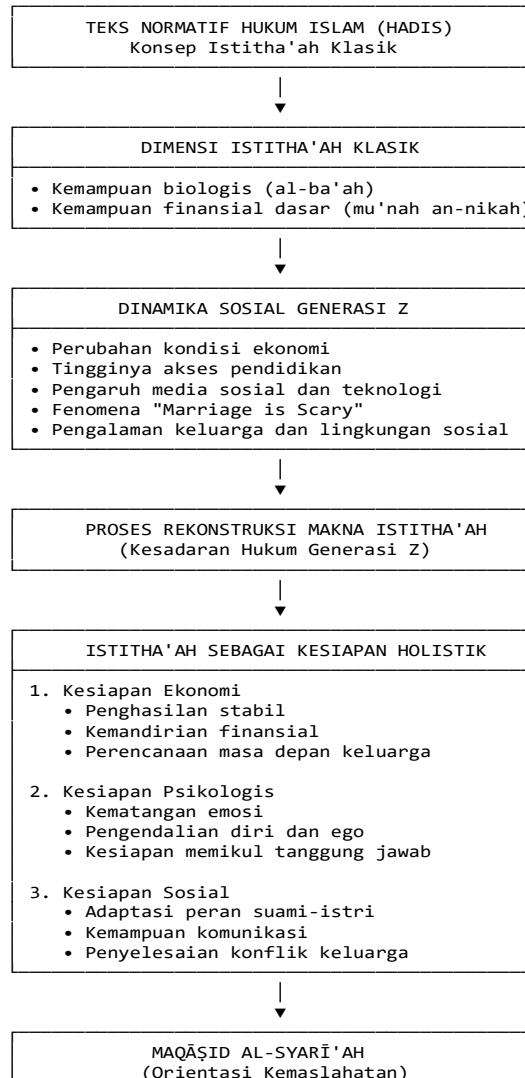 TEKS NORMATIF HUKUM ISLAM (HADIS)
Konsep Istitha'ah Klasik
DIMENSI ISTITHA'AH KLASIK
• Kemampuan biologis (al-ba'ah)
• Kemampuan finansial dasar (mu'nah an-nikah)
DINAMIKA SOSIAL GENERASI Z
• Perubahan kondisi ekonomi
• Tingginya akses pendidikan
• Pengaruh media sosial dan teknologi
• Fenomena "Marriage is Scary"
• Pengalaman keluarga dan lingkungan sosial
PROSES REKONSTRUKSI MAKNA ISTITHA'AH
(Kesadaran Hukum Generasi Z)
ISTITHA'AH SEBAGAI KESIAPAN HOLISTIK
1. Kesiapan Ekonomi
• Penghasilan stabil
• Kemandirian finansial
• Perencanaan masa depan keluarga
2. Kesiapan Psikologis
• Kematangan emosi
• Pengendalian diri dan ego
• Kesiapan memikul tanggung jawab
3. Kesiapan Sosial
• Adaptasi peran suami-istri
• Kemampuan komunikasi
• Penyelesaian konflik keluarga
MAQĀṢID AL-SYARĪ'AH
(Orientasi Kemaslahatan)